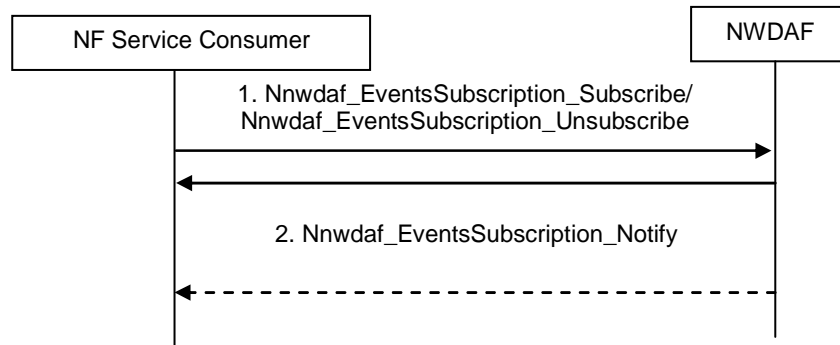 NF Service Consumer
NWDAF
1. Nnwdaf_EventsSubscription_Subscribe/
Nnwdaf_EventsSubscription_Unsubscribe
2. Nnwdaf_EventsSubscription_Notify